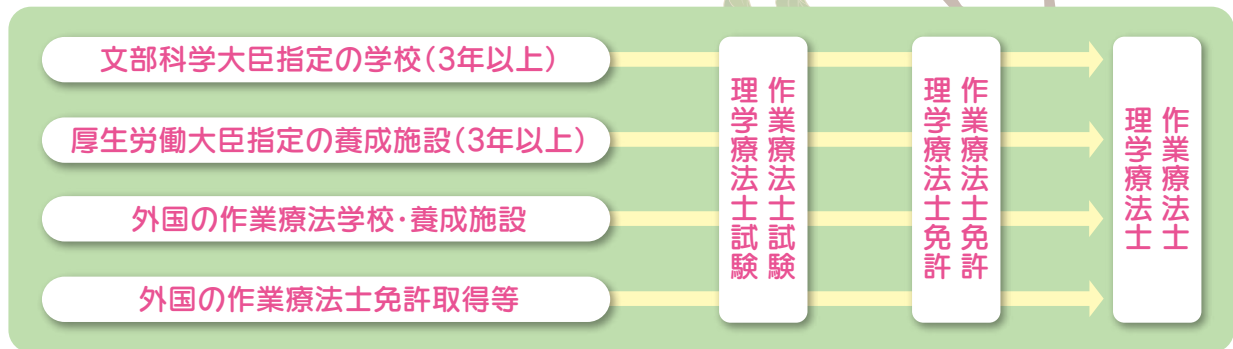 文部科学大臣指定の学校(3年以上)
厚生労働大臣指定の養成施設(3年以上)
外国の作業療法学校・養成施設
外国の作業療法士免許取得等
作業療法士試験
理学療法士試験
作業療法士免許
理学療法士免許
作業療法士
理学療法士